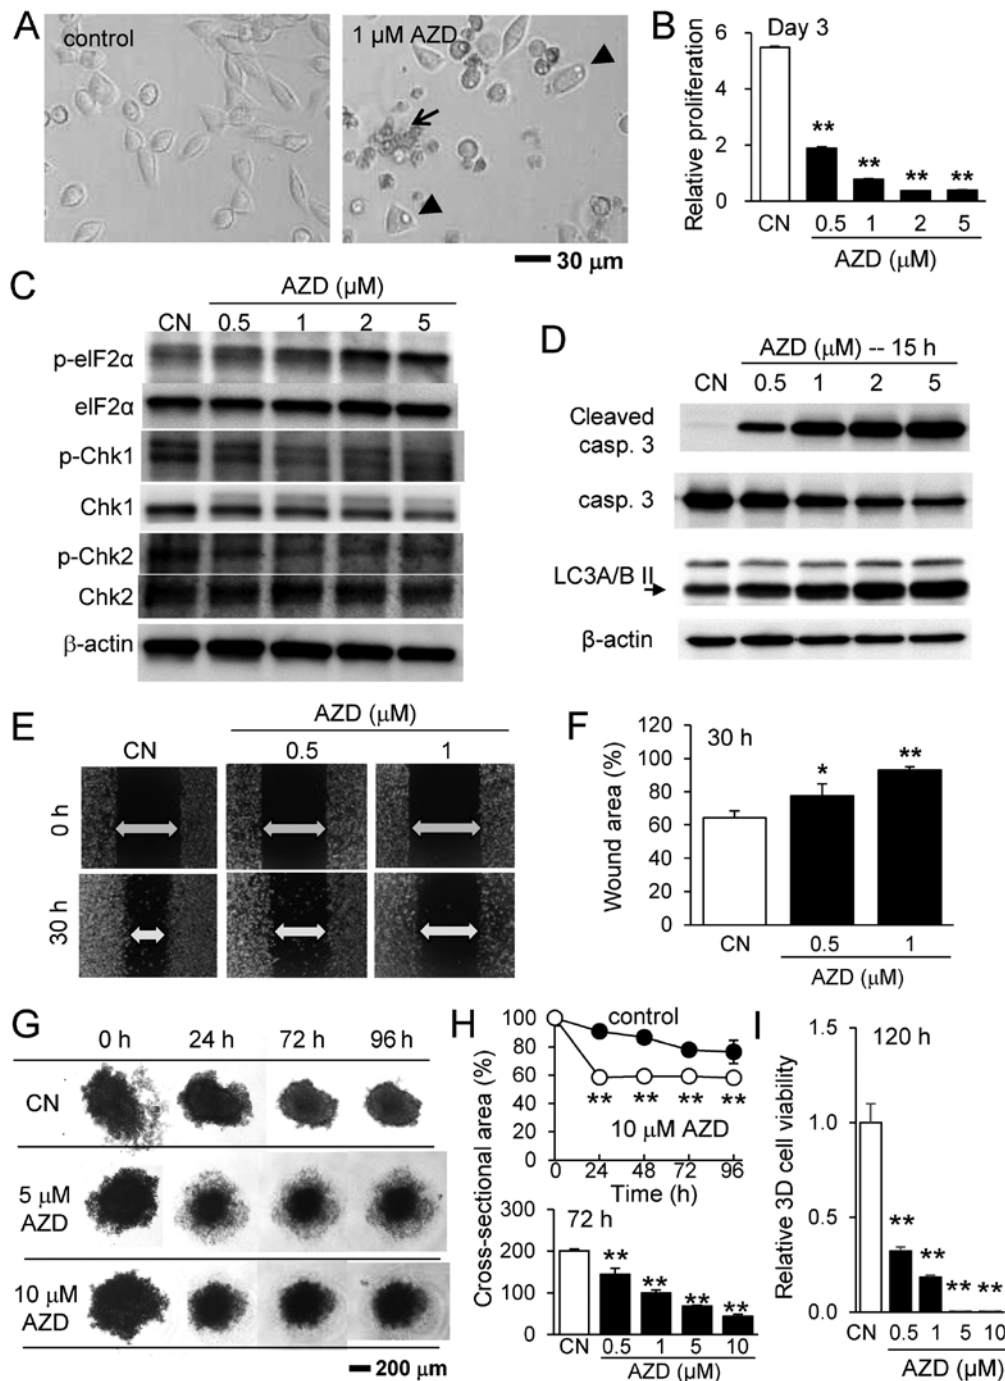 A
control
1 µM AZD
30 µm
B
Day 3
Relative proliferation
6
4
2
0
**
**
**
**
CN
0.5 1 2 5
AZD (µM)
C
AZD (µM)
CN 0.5 1 2 5
p-eIF2α
eIF2α
p-Chk1
Chk1
p-Chk2
Chk2
β-actin
D
AZD (µM) -- 15 h
CN 0.5 1 2 5
Cleaved
casp. 3
casp. 3
LC3A/B II
β-actin
E
AZD (µM)
CN 0.5 1
0 h
30 h
F
30 h
Wound area (%)
120
100
80
60
40
20
0
*
**
CN 0.5 1
AZD (µM)
G
0 h 24 h 72 h 96 h
CN
5 µM
AZD
10 µM
AZD
200 µm
H
control
Cross-sectional area (%)
100
80
60
40
20
0
** ** ** **
10 µM AZD
0 24 48 72 96
Time (h)
72 h
300
200
100
0
**
**
**
**
CN 0.5 1 5 10
AZD (µM)
I
120 h
Relative 3D cell viability
1.5
1.0
0.5
0.0
**
**
** **
CN 0.5 1 5 10
AZD (µM)